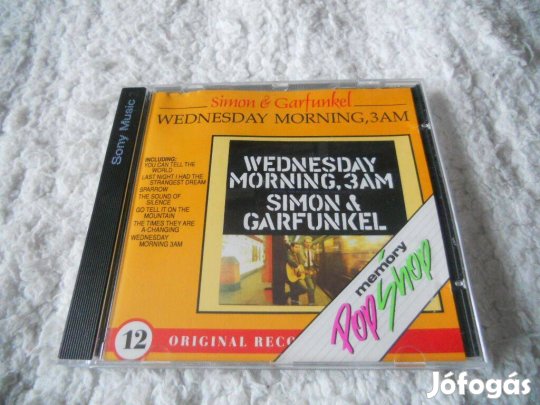 Sony Music
Simon & Garfunkel
WEDNESDAY MORNING, 3AM
INCLUDING:
YOU CAN TELL THE
WORLD
LAST NIGHT I HAD THE
STRANGEST DREAM
SPARROW
THE SOUND OF
SILENCE
GO TELL IT ON THE
MOUNTAIN
THE TIMES THEY ARE
A-CHANGING
WEDNESDAY
MORNING 3AM
WEDNESDAY
MORNING, 3AM
SIMON &
GARFUNKEL
memory
Pop Shop
12 ORIGINAL RECO
Jófogás